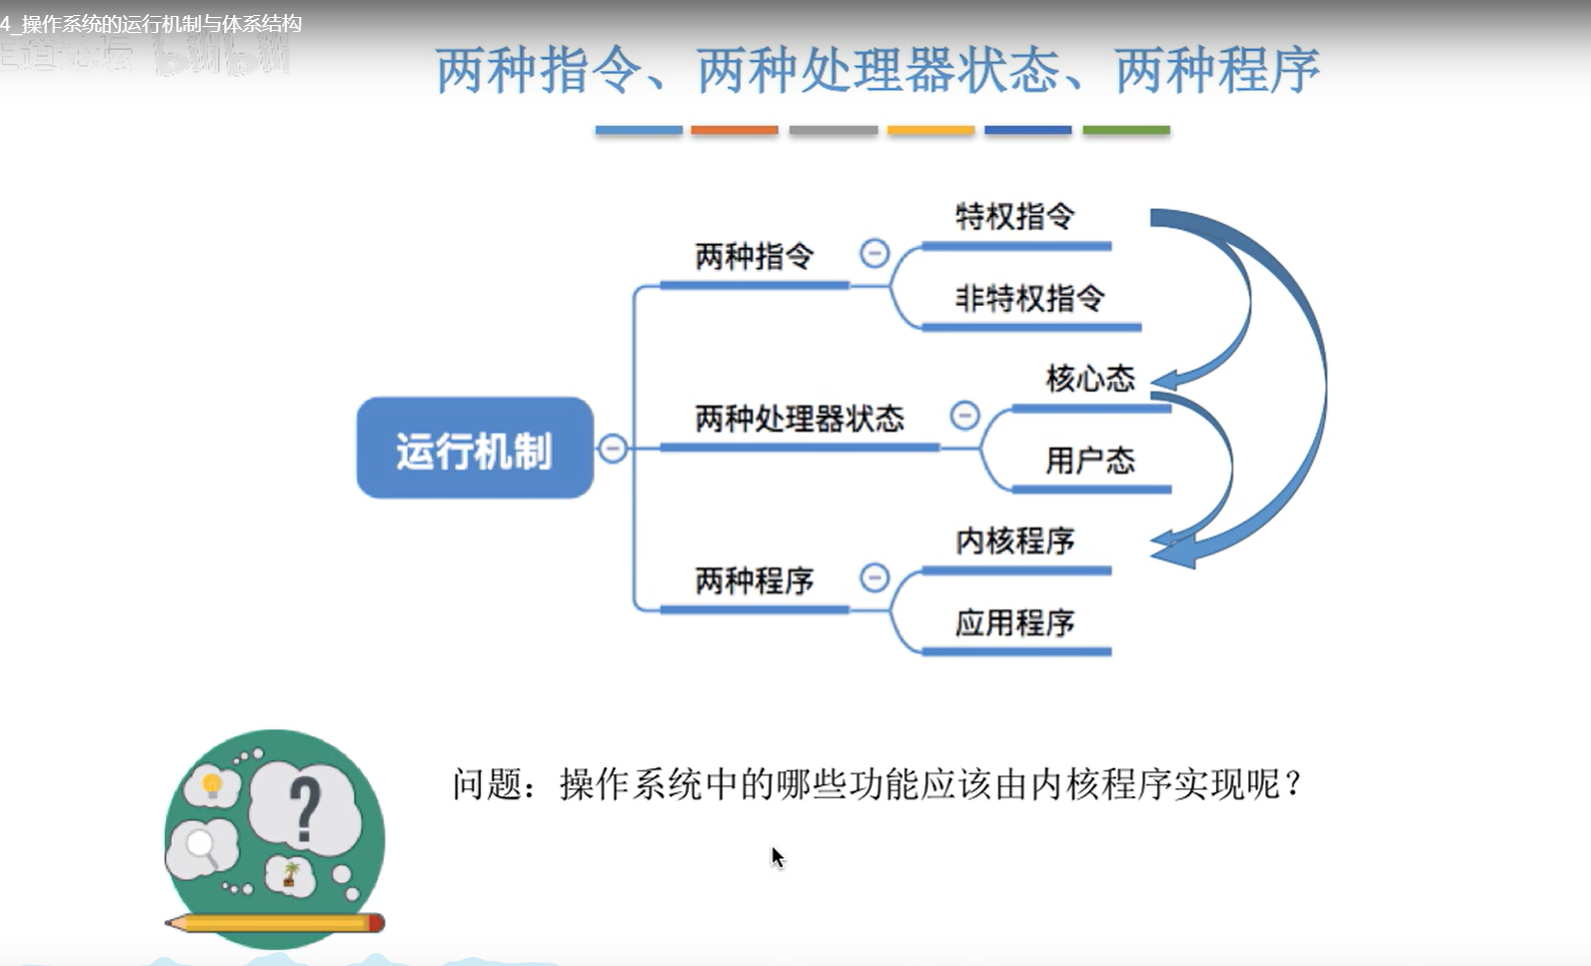 4_操作系统的运行机制与体系结构
王道论坛 bilibili
两种指令、两种处理器状态、两种程序
特权指令
两种指令
非特权指令
核心态
两种处理器状态
运行机制
用户态
内核程序
两种程序
应用程序
?
问题：操作系统中的哪些功能应该由内核程序实现呢？